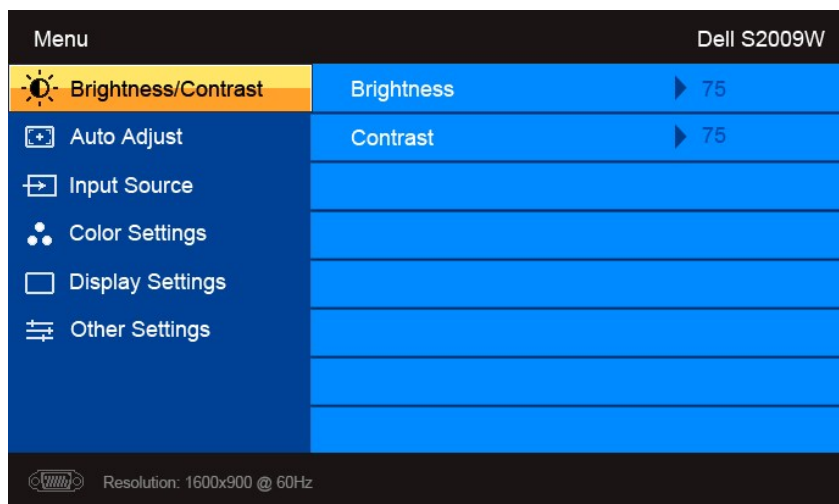 Menu Dell S2009W
Brightness/Contrast Brightness 75
Auto Adjust Contrast 75
Input Source
Color Settings
Display Settings
Other Settings
Resolution: 1600x900 @ 60Hz